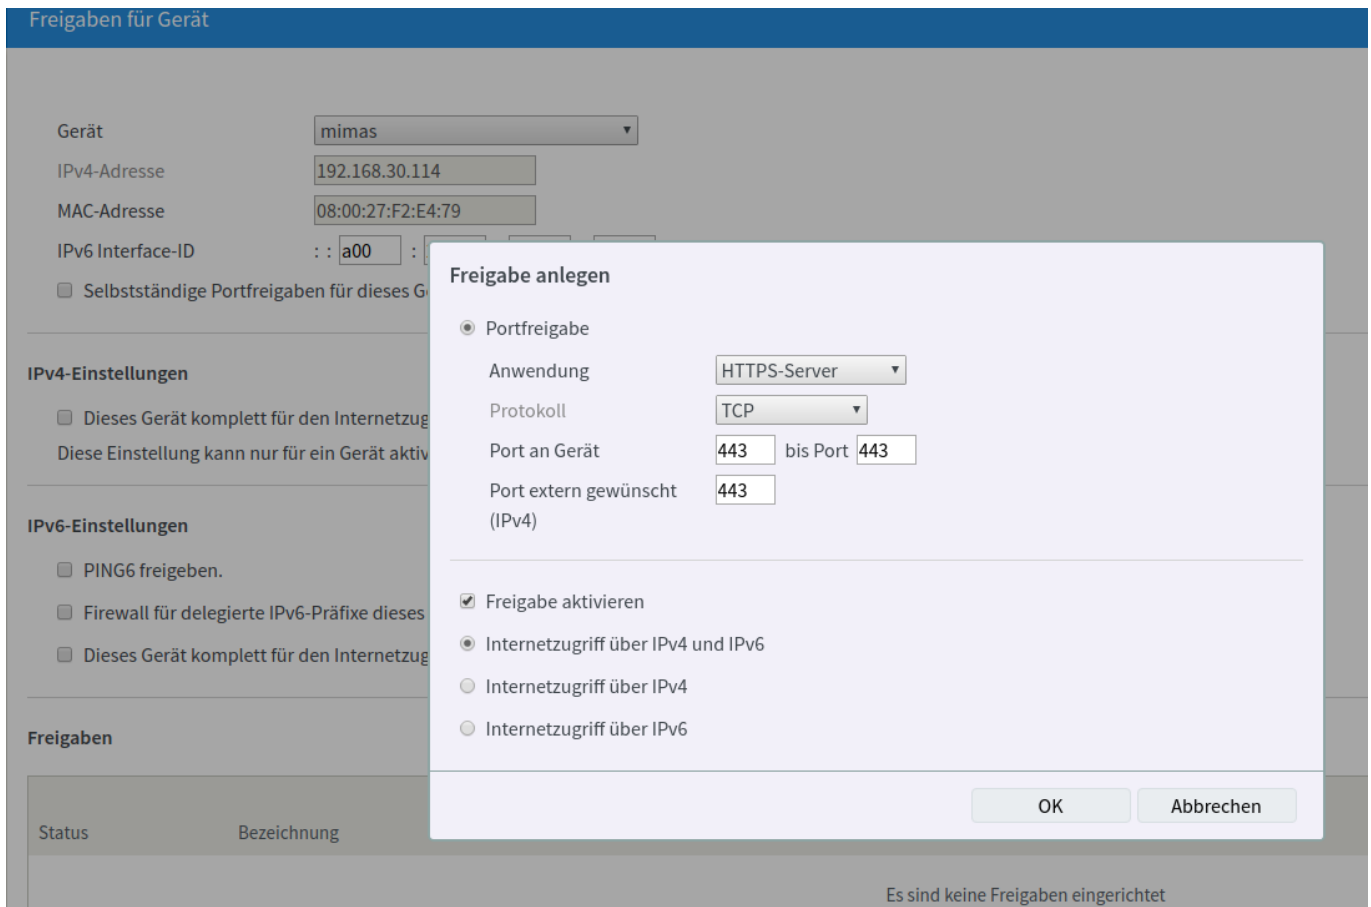 Freigaben für Gerät
Gerät mimas
IPv4-Adresse 192.168.30.114
MAC-Adresse 08:00:27:F2:E4:79
IPv6 Interface-ID : : a00 :
Selbstständige Portfreigaben für dieses
IPv4-Einstellungen
Dieses Gerät komplett für den
Diese Einstellung kann nur für ein Gerät
IPv6-Einstellungen
PING6 freigeben.
Firewall für delegierte IPv6-Präfixe dieses
Dieses Gerät komplett für den
Freigaben
Status Bezeichnung
Es sind keine Freigaben eingerichtet
Freigabe anlegen
Portfreigabe
Anwendung HTTPS-Server
Protokoll TCP
Port an Gerät 443 bis Port 443
Port extern gewünscht 443
(IPv4)
Freigabe aktivieren
Internetzugriff über IPv4 und IPv6
Internetzugriff über IPv4
Internetzugriff über IPv6
OK Abbrechen